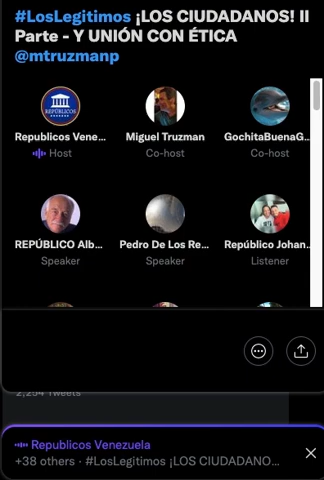 #LosLegitimos ¡LOS CIUDADANOS! II
Parte - Y UNIÓN CON ÉTICA
@mtruzmanp
REPÚBLICOS
Republicos Vene... Miguel Truzman GochitaBuenaG...
Host Co-host Co-host
REPÚBLICO Alb... Pedro De Los Re... Repúblico Johan...
Speaker Speaker Listener
2,254 Tweets
Republicos Venezuela
+38 others · #LosLegitimos ¡LOS CIUDADANO...